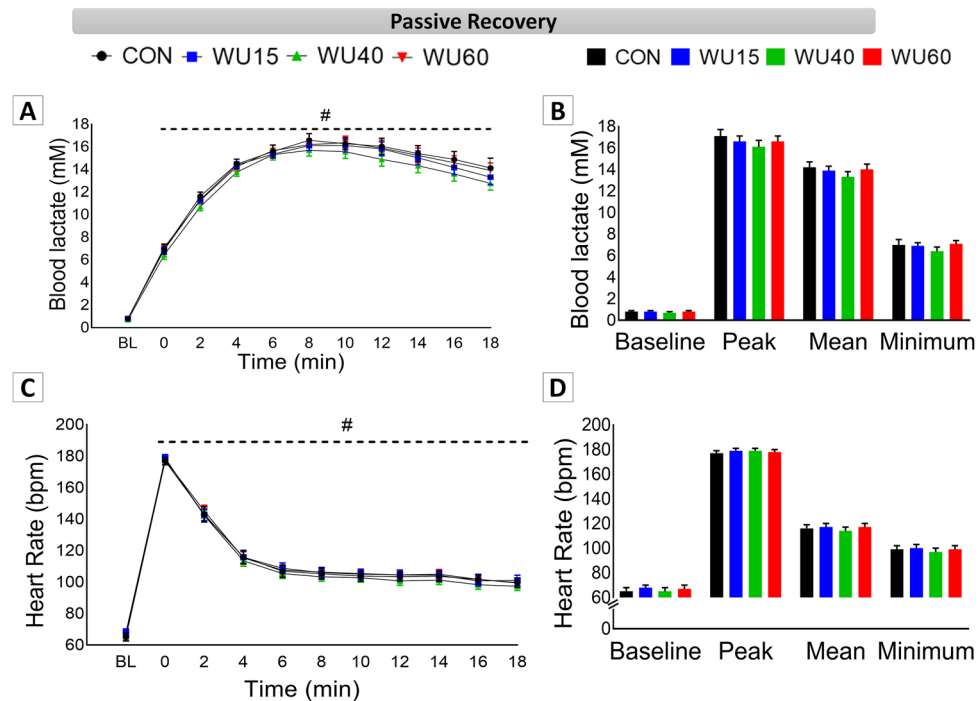 Passive Recovery
CON WU15 WU40 WU60
CON WU15 WU40 WU60
A
#
18
16
14
12
10
8
6
4
2
0
Blood lactate (mM)
BL 0 2 4 6 8 10 12 14 16 18
Time (min)
B
18
16
14
12
10
8
6
4
2
0
Blood lactate (mM)
Baseline Peak Mean Minimum
C
#
200
180
160
140
120
100
80
60
Heart Rate (bpm)
BL 0 2 4 6 8 10 12 14 16 18
Time (min)
D
200
180
160
140
120
100
80
60
0
Heart Rate (bpm)
Baseline Peak Mean Minimum